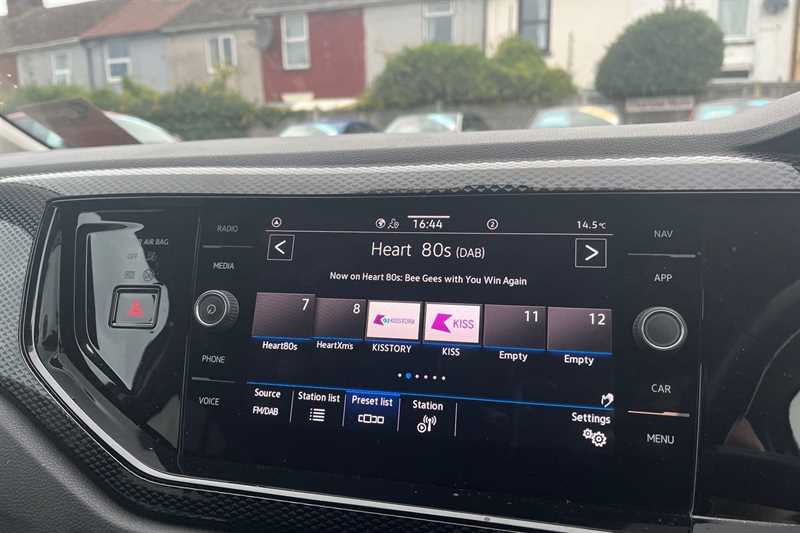 AIR BAG
OFF
RADIO
MEDIA
PHONE
VOICE
16:44
2
14.5°C
Heart 80s (DAB)
Now on Heart 80s: Bee Gees with You Win Again
7
8
KISSTORY
KISS
11
12
Heart80s
HeartXms
KISSTORY
KISS
Empty
Empty
Source
FM/DAB
Station list
Preset list
Station
Settings
NAV
APP
CAR
MENU